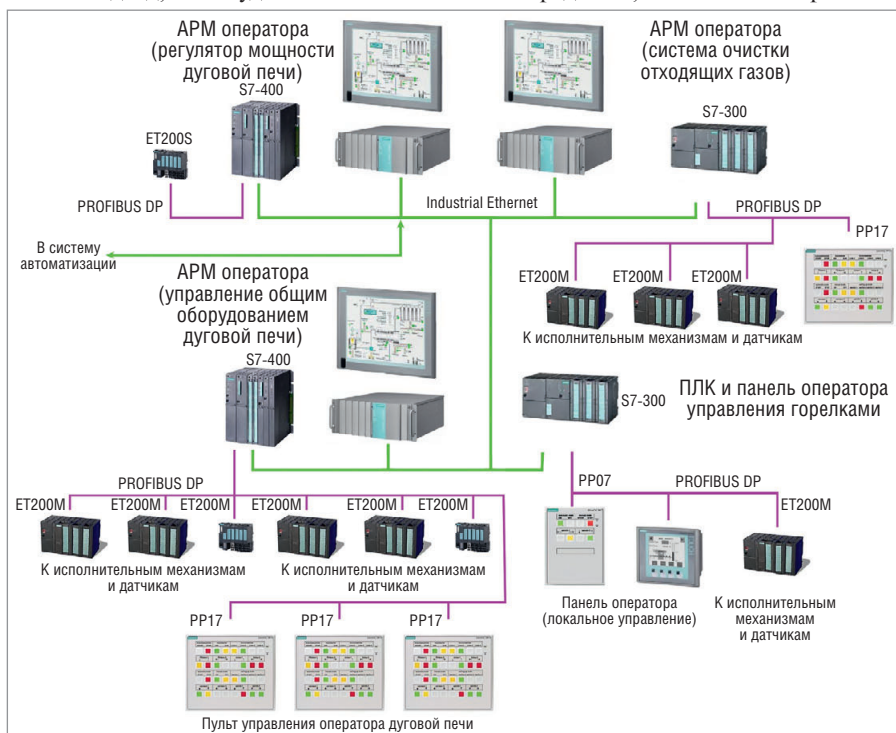 АРМ оператора
(регулятор мощности
дуговой печи)
S7-400
АРМ оператора
(система очистки
отходящих газов)
S7-300
ET200S
PROFIBUS DP
Industrial Ethernet
PROFIBUS DP
PP17
В систему
автоматизации
АРМ оператора
(управление общим
оборудованием
дуговой печи)
S7-400
ET200M
ET200M
ET200M
К исполнительным механизмам и датчикам
S7-300
ПЛК и панель оператора
управления горелками
PROFIBUS DP
ET200M
ET200M
ET200M
ET200M
ET200M
ET200M
К исполнительным механизмам
и датчикам
К исполнительным механизмам
и датчикам
PP07
PROFIBUS DP
ET200M
Панель оператора
(локальное управление)
К исполнительным
механизмам
и датчикам
PP17
PP17
PP17
Пульт управления оператора дуговой печи